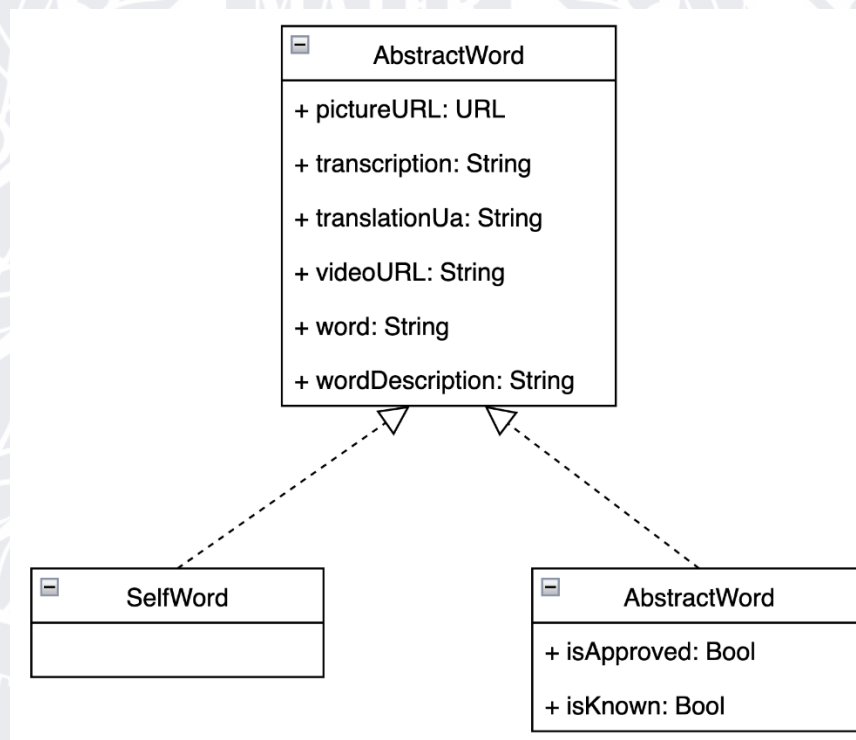 AbstractWord
+ pictureURL: URL
+ transcription: String
+ translationUa: String
+ videoURL: String
+ word: String
+ wordDescription: String
SelfWord
AbstractWord
+ isApproved: Bool
+ isKnown: Bool